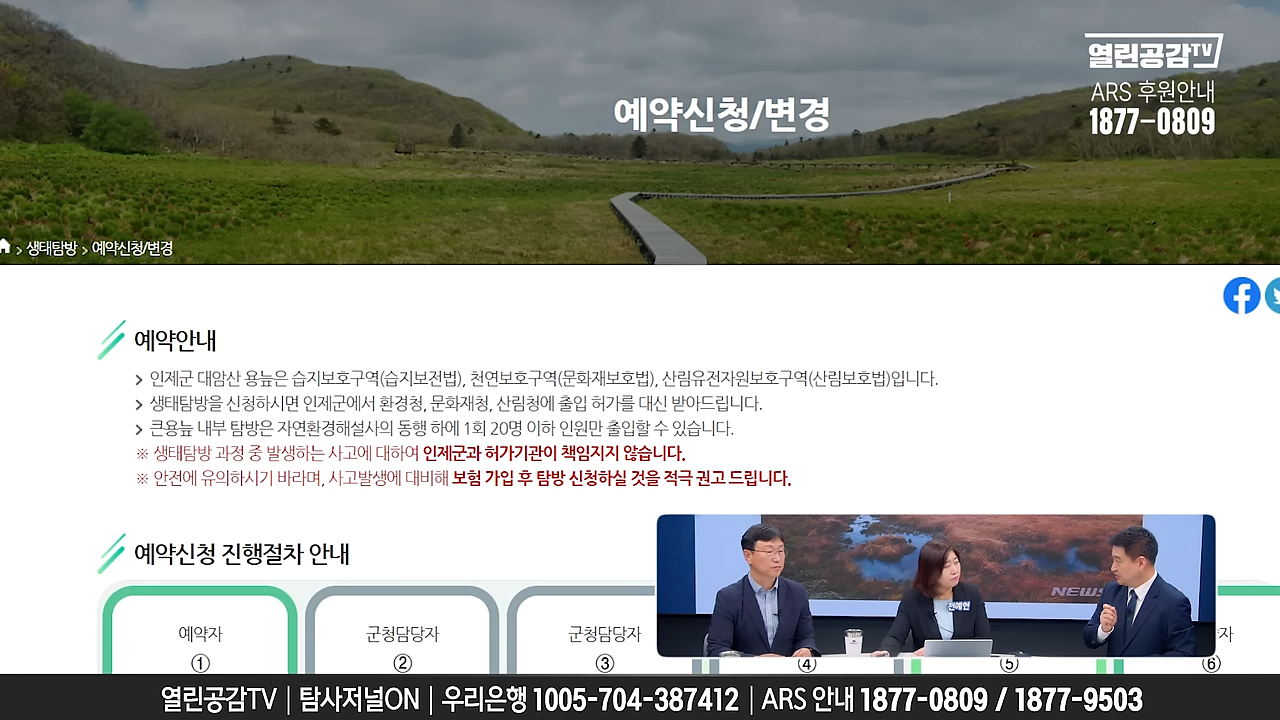 열린공감TV
ARS 후원안내
1877-0809
예약신청/변경
> 생태탐방 > 예약신청/변경
예약안내
> 인제군 대암산 용늪은 습지보호구역(습지보전법), 천연보호구역(문화재보호법), 산림유전자원보호구역(산림보호법)입니다.
> 생태탐방을 신청하시면 인제군에서 환경청, 문화재청, 산림청에 출입 허가를 대신 받아드립니다.
> 큰용늪 내부 탐방은 자연환경해설사의 동행 하에 1회 20명 이하 인원만 출입할 수 있습니다.
※ 생태탐방 과정 중 발생하는 사고에 대하여 인제군과 허가기관이 책임지지 않습니다.
※ 안전에 유의하시기 바라며, 사고발생에 대비해 보험 가입 후 탐방 신청하실 것을 적극 권고 드립니다.
예약신청 진행절차 안내
예약자 군청담당자 군청담당자 자
① ② ③ ④ ⑤ ⑥
NEWS
전예언
열린공감TV | 탐사저널ON | 우리은행 1005-704-387412 | ARS 안내 1877-0809 / 1877-9503